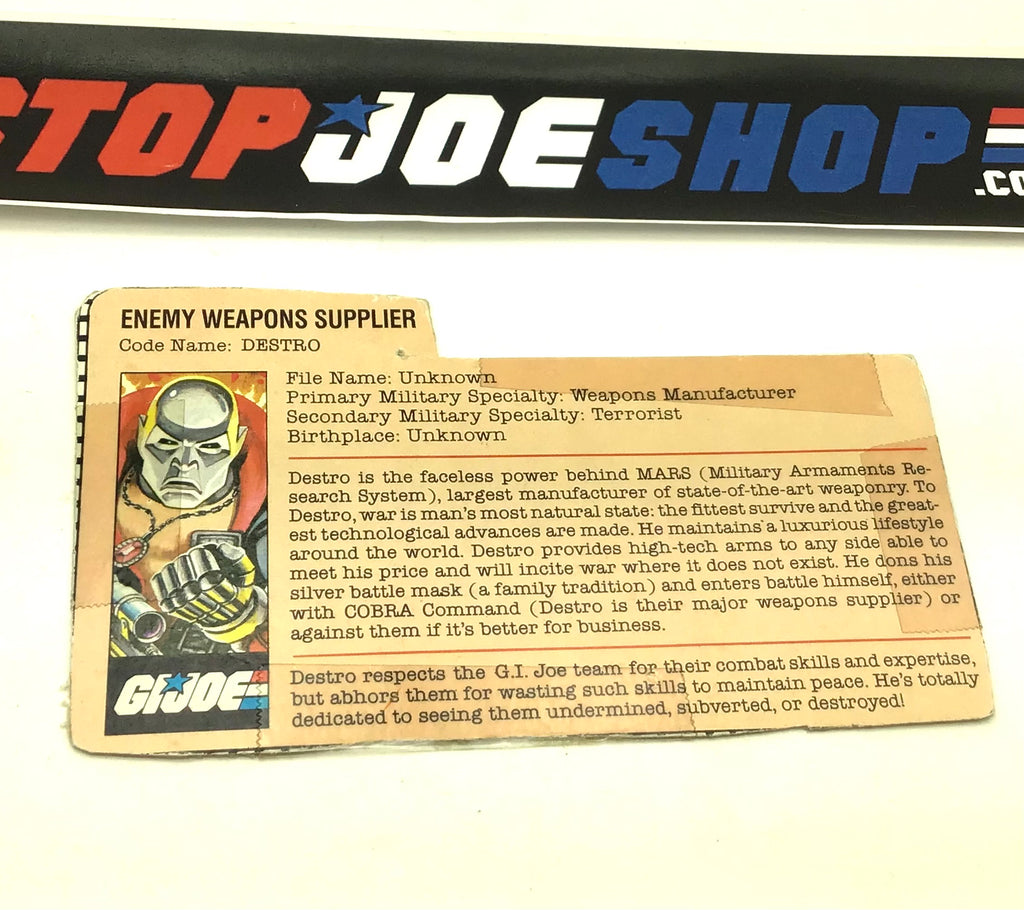 STOPJOESHOP
.CO
ENEMY WEAPONS SUPPLIER
Code Name: DESTRO
File Name: Unknown
Primary Military Specialty: Weapons Manufacturer
Secondary Military Specialty: Terrorist
Birthplace: Unknown
Destro is the faceless power behind MARS (Military Armaments Re-
search System), largest manufacturer of state-of-the-art weaponry. To
Destro, war is man's most natural state: the fittest survive and the great-
est technological advances are made. He maintains a luxurious lifestyle
around the world. Destro provides high-tech arms to any side able to
meet his price and will incite war where it does not exist. He dons his
silver battle mask (a family tradition) and enters battle himself, either
with COBRA Command (Destro is their major weapons supplier) or
against them if it's better for business.
Destro respects the G.I. Joe team for their combat skills and expertise,
but abhors them for wasting such skills to maintain peace. He's totally
dedicated to seeing them undermined, subverted, or destroyed!
GI JOE